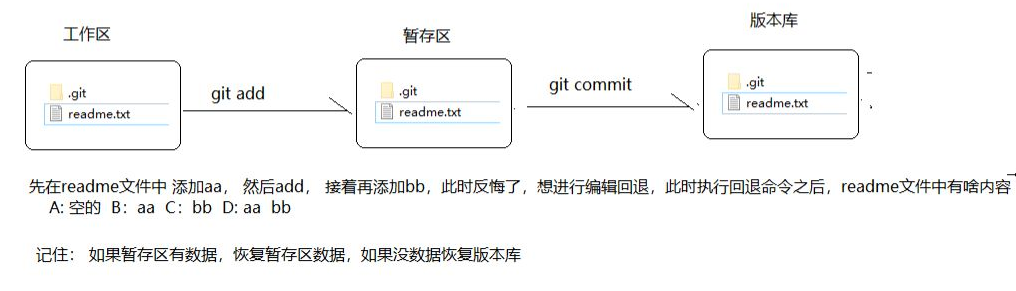 工作区
暂存区
版本库
.git
readme.txt
git add
.git
readme.txt
git commit
.git
readme.txt
先在readme文件中 添加aa， 然后add， 接着再添加bb，此时反悔了，想进行编辑回退，此时执行回退命令之后，readme文件中有啥内容
A: 空的 B：aa C：bb D: aa bb
记住： 如果暂存区有数据，恢复暂存区数据，如果没数据恢复版本库